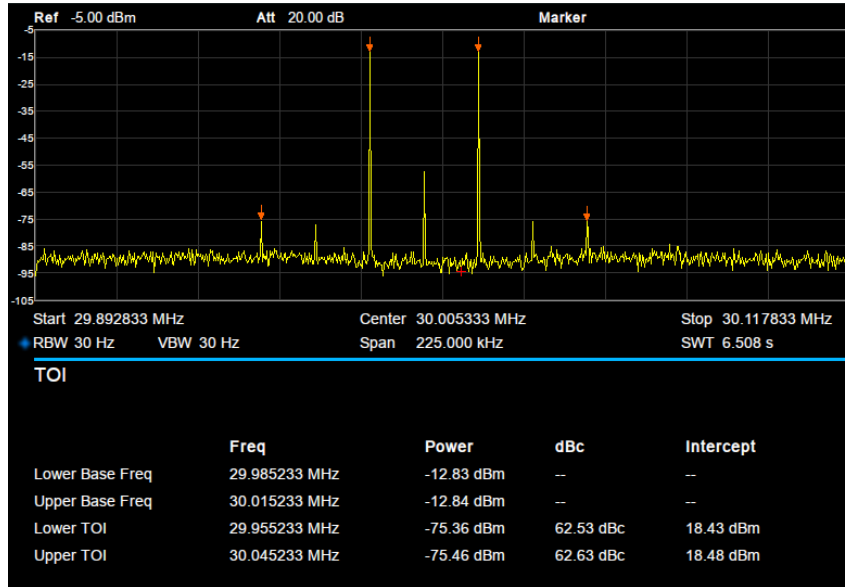 Ref -5.00 dBm Att 20.00 dB Marker
-5
-15
-25
-35
-45
-55
-65
-75
-85
-95
-105
Start 29.892833 MHz Center 30.005333 MHz Stop 30.117833 MHz
RBW 30 Hz VBW 30 Hz Span 225.000 kHz SWT 6.508 s
TOI
Freq Power dBc Intercept
Lower Base Freq 29.985233 MHz -12.83 dBm -- --
Upper Base Freq 30.015233 MHz -12.84 dBm -- --
Lower TOI 29.955233 MHz -75.36 dBm 62.53 dBc 18.43 dBm
Upper TOI 30.045233 MHz -75.46 dBm 62.63 dBc 18.48 dBm